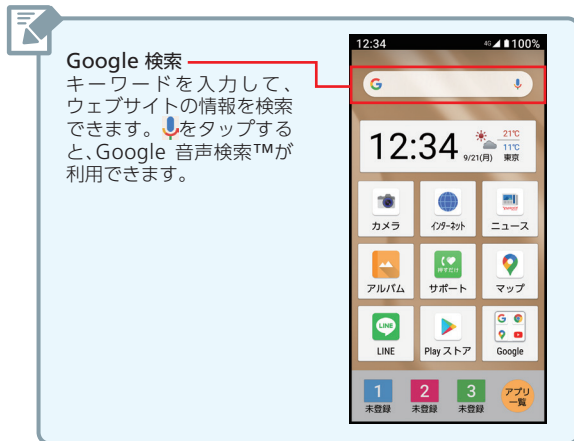 Google 検索
キーワードを入力して、
ウェブサイトの情報を検索
できます。をタップする
と、Google 音声検索™が
利用できます。
12:34 4G 100%
G
12:34
21℃
11℃
9/21(月) 東京
カメラ インターネット ニュース
アルバム サポート マップ
LINE
LINE Play ストア Google
1 2 3 アプリ
一覧
未登録 未登録 未登録